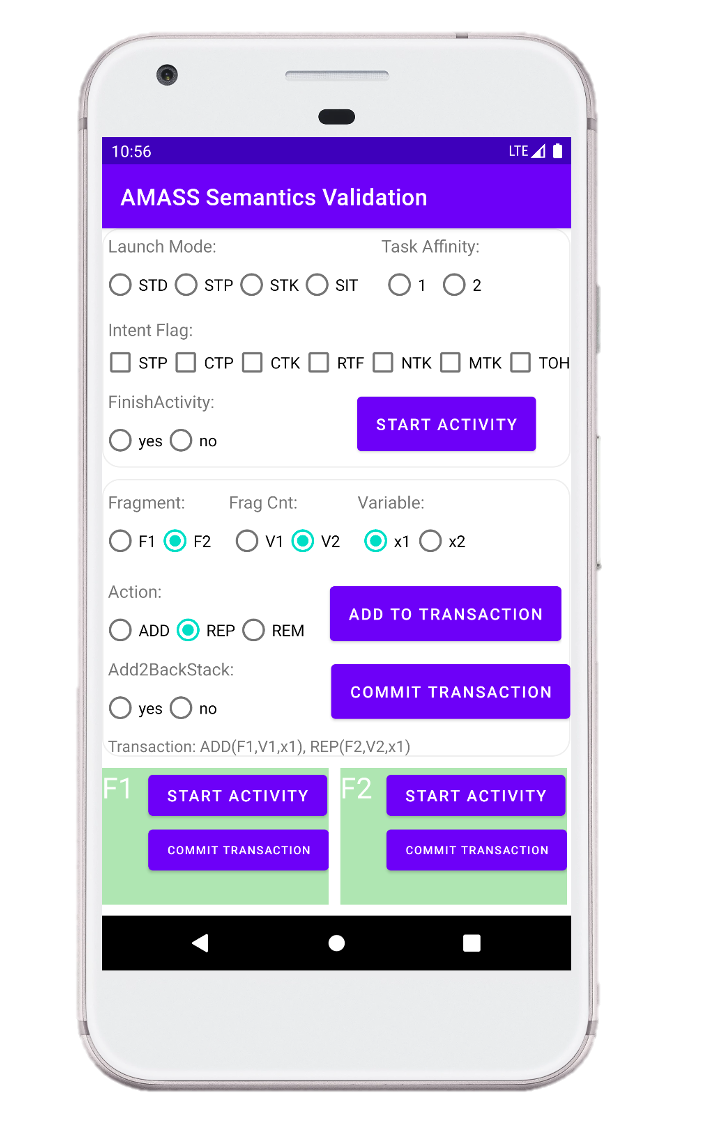 10:56 LTE
AMASS Semantics Validation
Launch Mode: Task Affinity:
STD STP STK SIT 1 2
Intent Flag:
STP CTP CTK RTF NTK MTK TOH
FinishActivity:
yes no START ACTIVITY
Fragment: Frag Cnt: Variable:
F1 F2 V1 V2 x1 x2
Action:
ADD REP REM ADD TO TRANSACTION
Add2BackStack:
yes no COMMIT TRANSACTION
Transaction: ADD(F1,V1,x1), REP(F2,V2,x1)
F1 START ACTIVITY F2 START ACTIVITY
COMMIT TRANSACTION COMMIT TRANSACTION